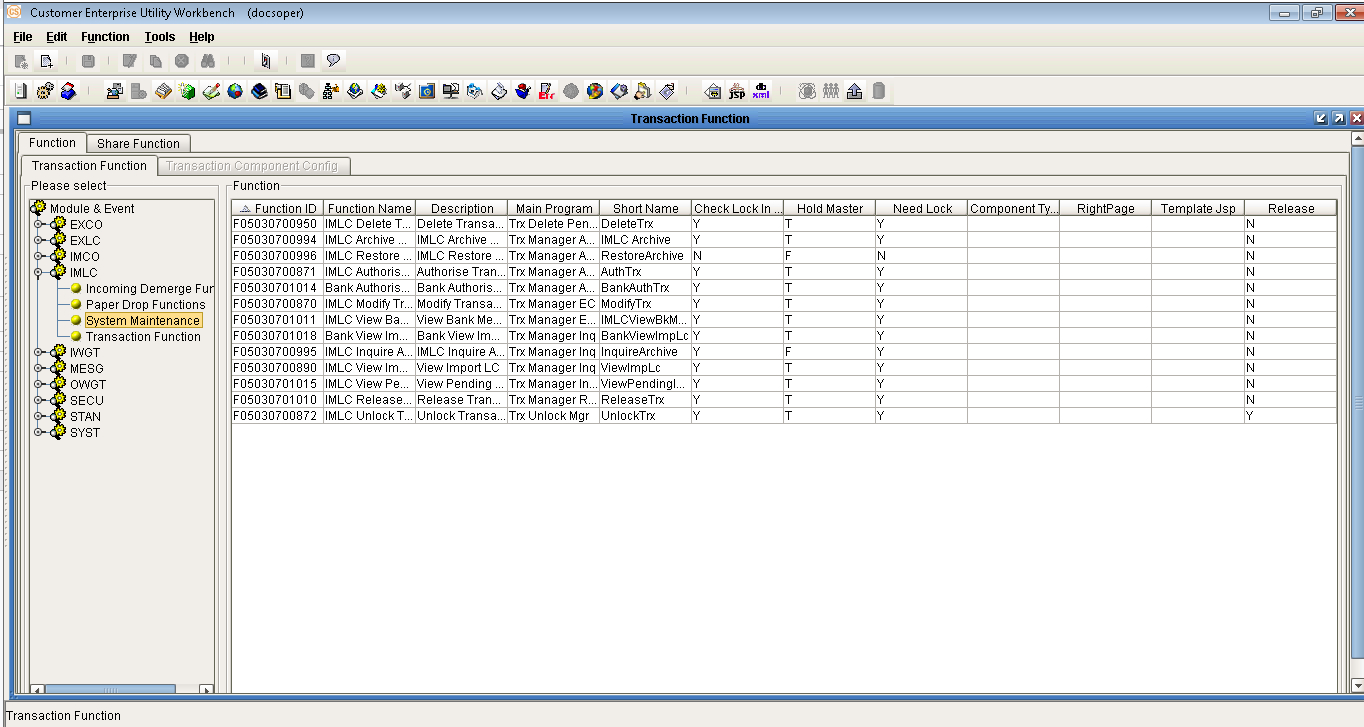 Customer Enterprise Utility Workbench (docsoper)
File Edit Function Tools Help
jsp
db xml
Transaction Function
Function Share Function
Transaction Function Transaction Component Config
Please select
Module & Event
EXCO
EXLC
IMCO
IMLC
Incoming Demerge Fur
Paper Drop Functions
System Maintenance
Transaction Function
IWGT
MESG
OWGT
SECU
STAN
SYST
Function
Function ID Function Name Description Main Program Short Name Check Lock In ... Hold Master Need Lock Component Ty... RightPage Template Jsp Release
F05030700950 IMLC Delete T... Delete Transa... Trx Delete Pen... DeleteTrx Y T Y N
F05030700994 IMLC Archive ... IMLC Archive ... Trx Manager A... IMLC Archive Y T Y N
F05030700996 IMLC Restore ... IMLC Restore ... Trx Manager A... RestoreArchive N F N N
F05030700871 IMLC Authoris... Authorise Tran... Trx Manager A... AuthTrx Y T Y N
F05030701014 Bank Authoris... Bank Authoris... Trx Manager A... BankAuthTrx Y T Y N
F05030700870 IMLC Modify Tr... Modify Transa... Trx Manager EC ModifyTrx Y T Y N
F05030701011 IMLC View Ba... View Bank Me... Trx Manager E... IMLCViewBkM... Y T Y N
F05030701018 Bank View Im... Bank View Im... Trx Manager Inq BankViewImpLc Y T Y N
F05030700995 IMLC Inquire A... IMLC Inquire A... Trx Manager Inq InquireArchive Y F Y N
F05030700890 IMLC View Im... View Import LC Trx Manager Inq ViewImpLc Y T Y N
F05030701015 IMLC View Pe... View Pending ... Trx Manager In... ViewPendingI... Y T Y N
F05030701010 IMLC Release... Release Tran... Trx Manager R... ReleaseTrx Y T Y N
F05030700872 IMLC Unlock T... Unlock Transa... Trx Unlock Mgr UnlockTrx Y T Y Y
Transaction Function